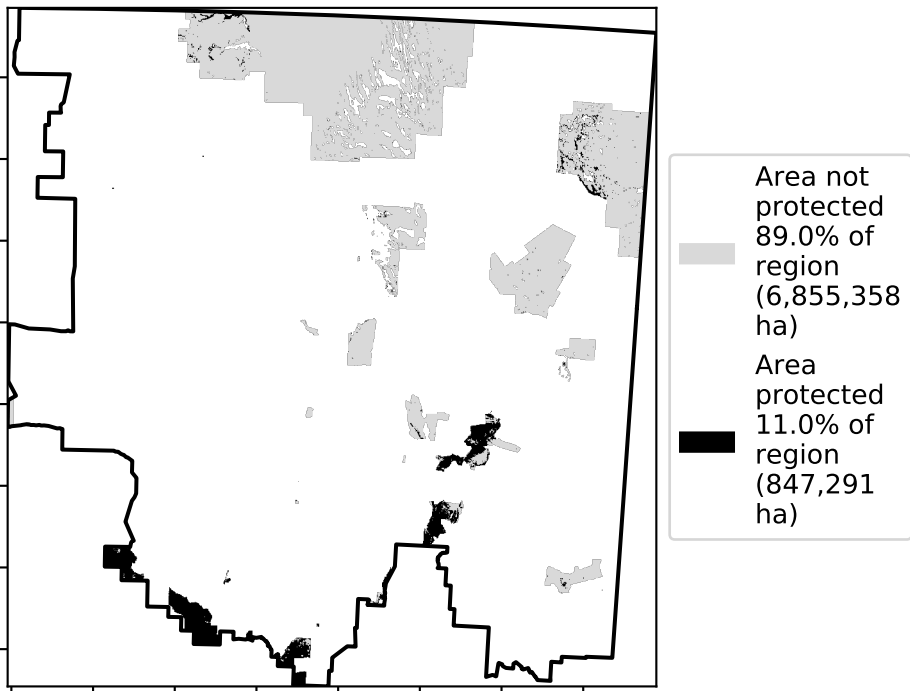 Area not
protected
89.0% of
region
(6,855,358
ha)
Area
protected
11.0% of
region
(847,291
ha)